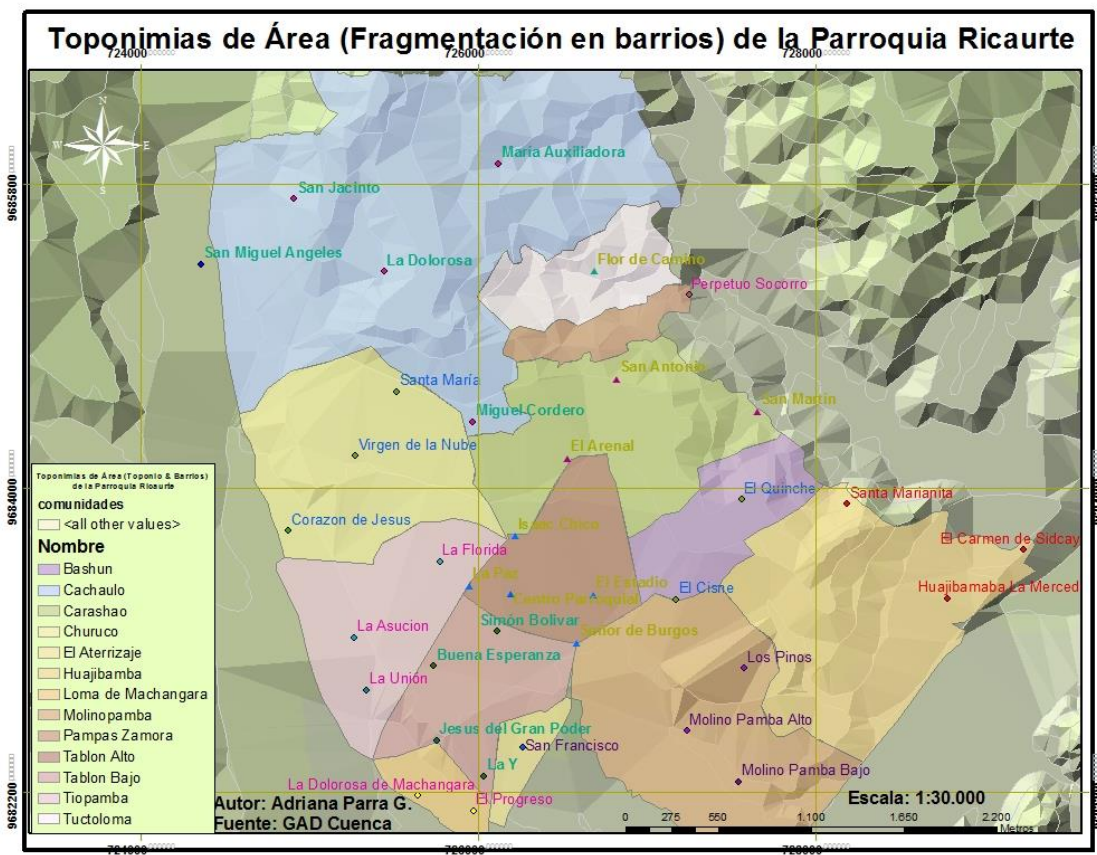 Toponimias de Área (Fragmentación en barrios) de la Parroquia Ricaurte
724000
726000
728000
N
W
E
S
María Auxiliadora
9685800
San Jacinto
San Miguel Angeles
La Dolorosa
Flor de Camino
Perpetuo Socorro
Santa María
San Antonio
Miguel Cordero
San Martin
Virgen de la Nube
El Arenal
9684000
El Quinche
Santa Marianita
Corazon de Jesus
Isaac Chico
El Carmen de Sidcay
La Florida
La Paz
El Estadio
El Cisne
Huajibamaba La Merced
Centro Parroquial
La Asucion
Simón Bolivar
Señor de Burgos
Buena Esperanza
Los Pinos
La Unión
Molino Pamba Alto
Jesus del Gran Poder
San Francisco
La Y
Molino Pamba Bajo
La Dolorosa de Machangara
El Progreso
9682200
Toponimias de Área (Toponio & Barrios)
de la Parroquia Ricaurte
comunidades
<all other values>
Nombre
Bashun
Cachaulo
Carashao
Churuco
El Aterrizaje
Huajibamba
Loma de Machangara
Molinopamba
Pampas Zamora
Tablon Alto
Tablon Bajo
Tiopamba
Tuctoloma
Autor: Adriana Parra G.
Fuente: GAD Cuenca
Escala: 1:30.000
0 275 550 1.100 1.650 2.200
Metros